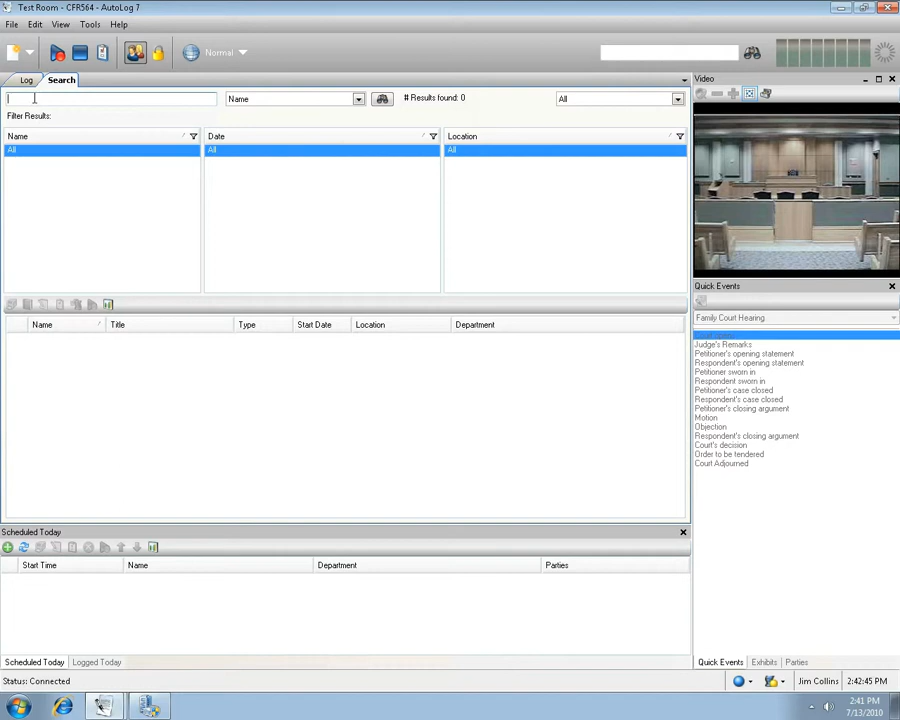 Test Room - CFR564 - AutoLog 7
File Edit View Tools Help
Normal
Log Search
Name # Results found: 0 All
Filter Results:
Name Date Location
All All All
Name Title Type Start Date Location Department
Scheduled Today
Start Time Name Department Parties
Scheduled Today Logged Today
Status: Connected
Video
Quick Events
Family Court Hearing
Judge's Remarks
Petitioner's opening statement
Respondent's opening statement
Petitioner sworn in
Respondent sworn in
Petitioner's case closed
Respondent's case closed
Petitioner's closing argument
Motion
Objection
Respondent's closing argument
Court's decision
Order to be tendered
Court Adjourned
Quick Events Exhibits Parties
Jim Collins 2:42:45 PM
2:41 PM
7/13/2010